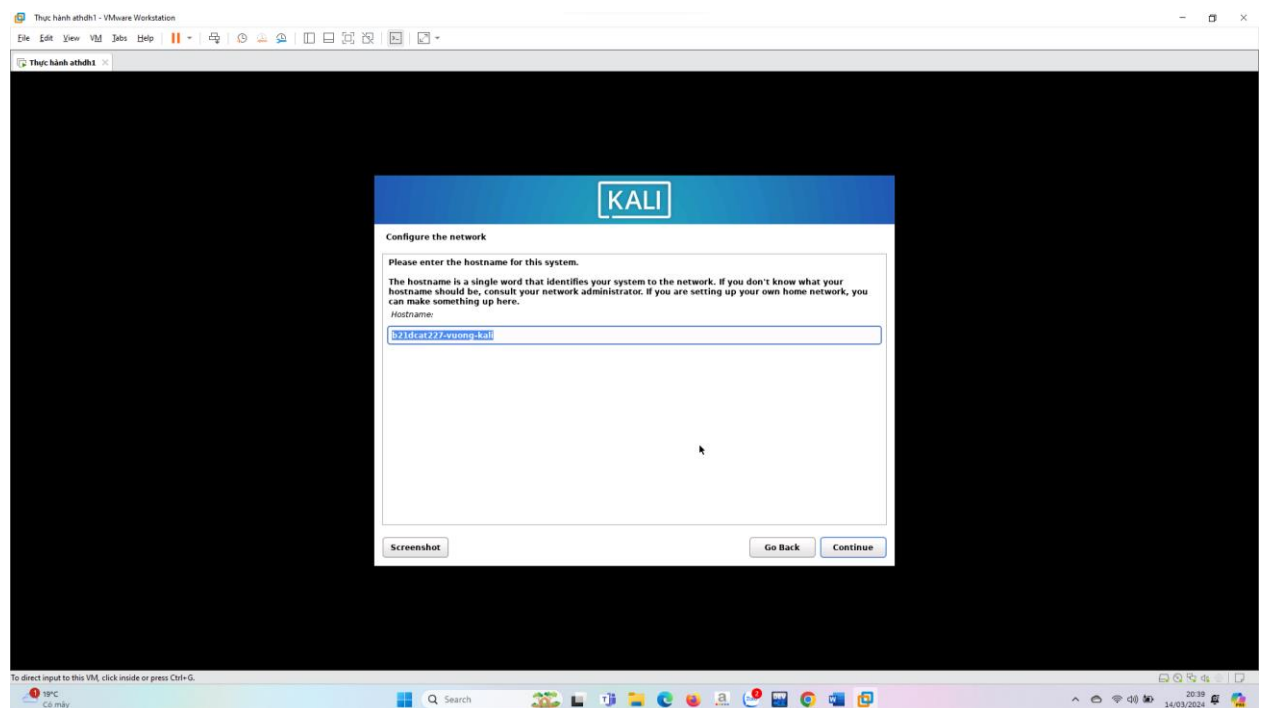 Thực hành athdh1 - VMware Workstation
File Edit View VM Tabs Help
Thực hành athdh1
KALI
Configure the network
Please enter the hostname for this system.
The hostname is a single word that identifies your system to the network. If you don't know what your
hostname should be, consult your network administrator. If you are setting up your own home network, you
can make something up here.
Hostname:
b21dcat227-vuong-kali
Screenshot Go Back Continue
To direct input to this VM, click inside or press Ctrl+G.
1 19°C
Có mây
Search
20:39
14/03/2024